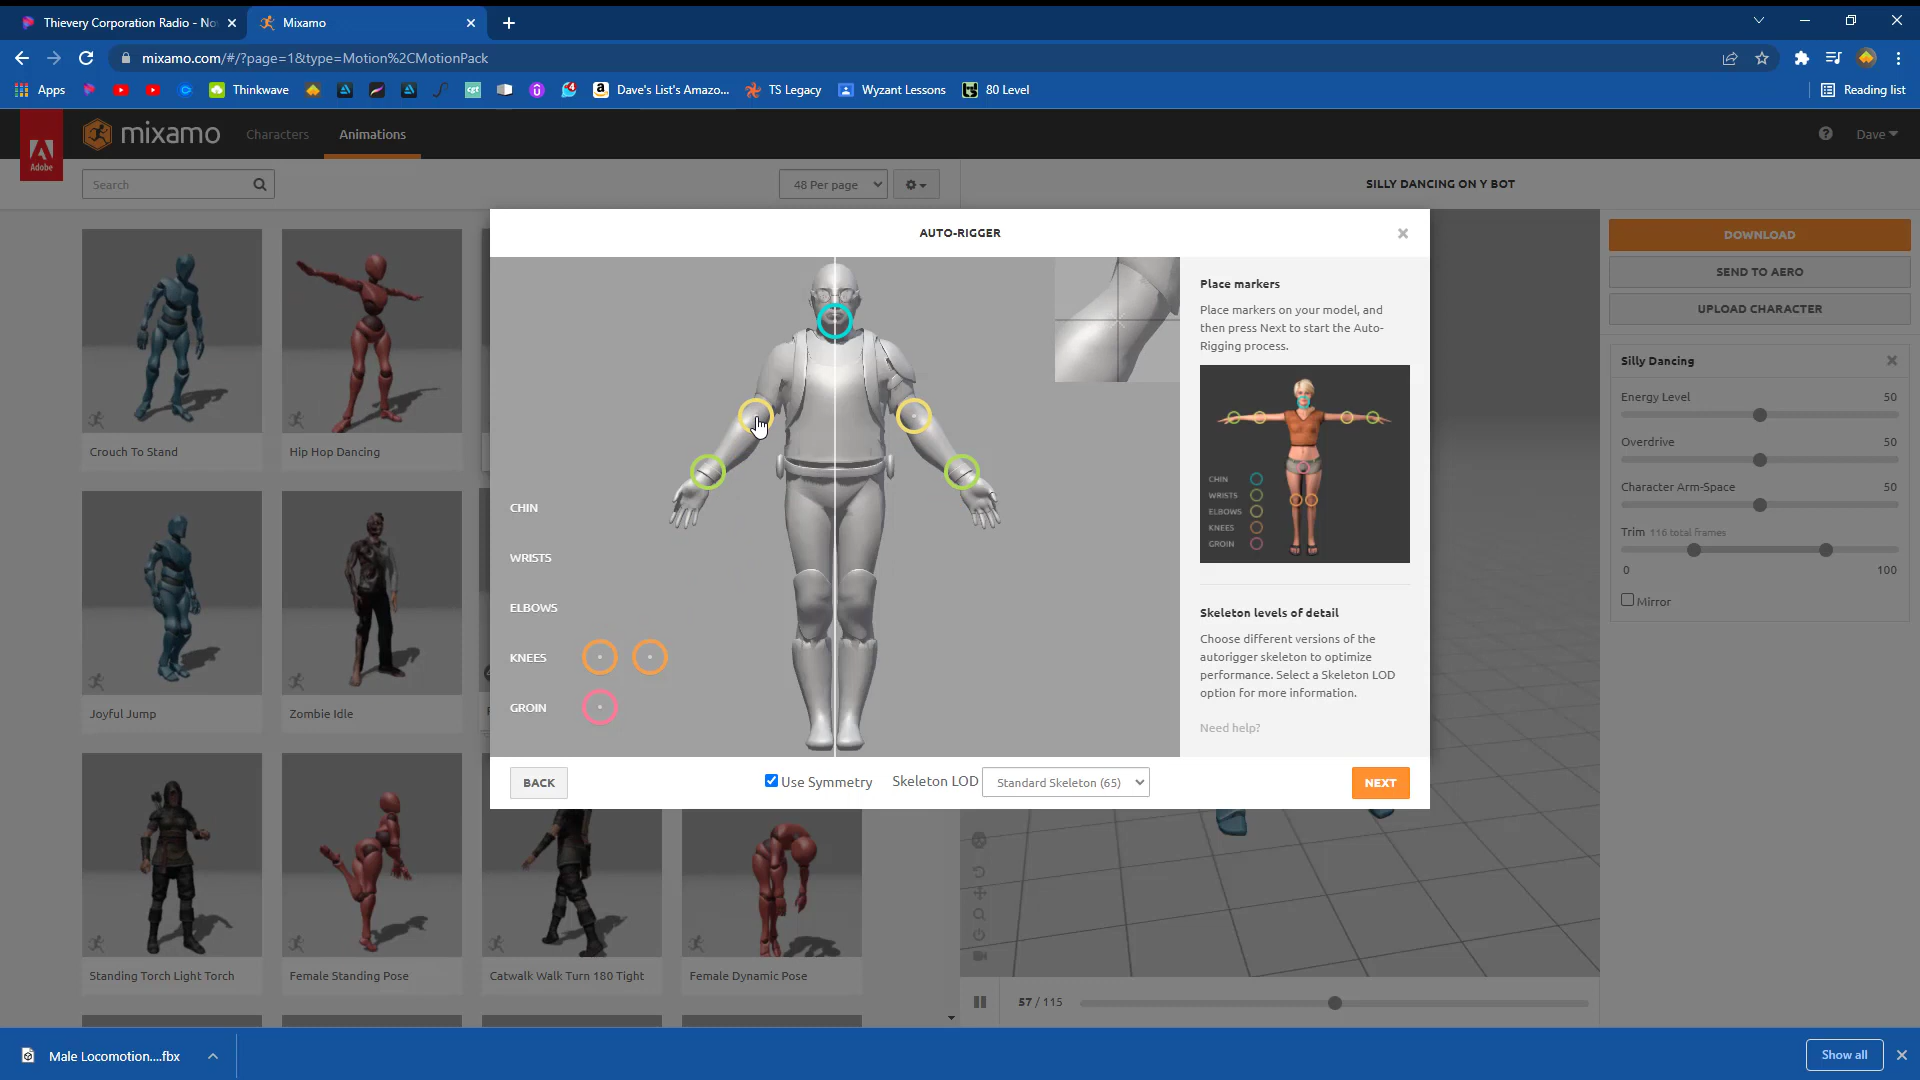 Thievery Corporation Radio - No
Mixamo
mixamo.com/#/?page=1&type=Motion%2CMotionPack
Apps
Thinkwave
Dave's List's Amazo...
TS Legacy
Wyzant Lessons
80 Level
Reading list
Adobe
mixamo
Characters
Animations
Dave
Search
48 Per page
SILLY DANCING ON Y BOT
AUTO-RIGGER
DOWNLOAD
SEND TO AERO
UPLOAD CHARACTER
Silly Dancing
Energy Level 50
Overdrive 50
Character Arm-Space 50
Trim 116 total frames
0 100
Mirror
Place markers
Place markers on your model, and
then press Next to start the Auto-
Rigging process.
CHIN
WRISTS
ELBOWS
KNEES
GROIN
Skeleton levels of detail
Choose different versions of the
autorigger skeleton to optimize
performance. Select a Skeleton LOD
option for more information.
Need help?
CHIN
WRISTS
ELBOWS
KNEES
GROIN
BACK
Use Symmetry
Skeleton LOD
Standard Skeleton (65)
NEXT
Crouch To Stand
Hip Hop Dancing
Joyful Jump
Zombie Idle
Standing Torch Light Torch
Female Standing Pose
Catwalk Walk Turn 180 Tight
Female Dynamic Pose
57 / 115
Male Locomotion....fbx
Show all